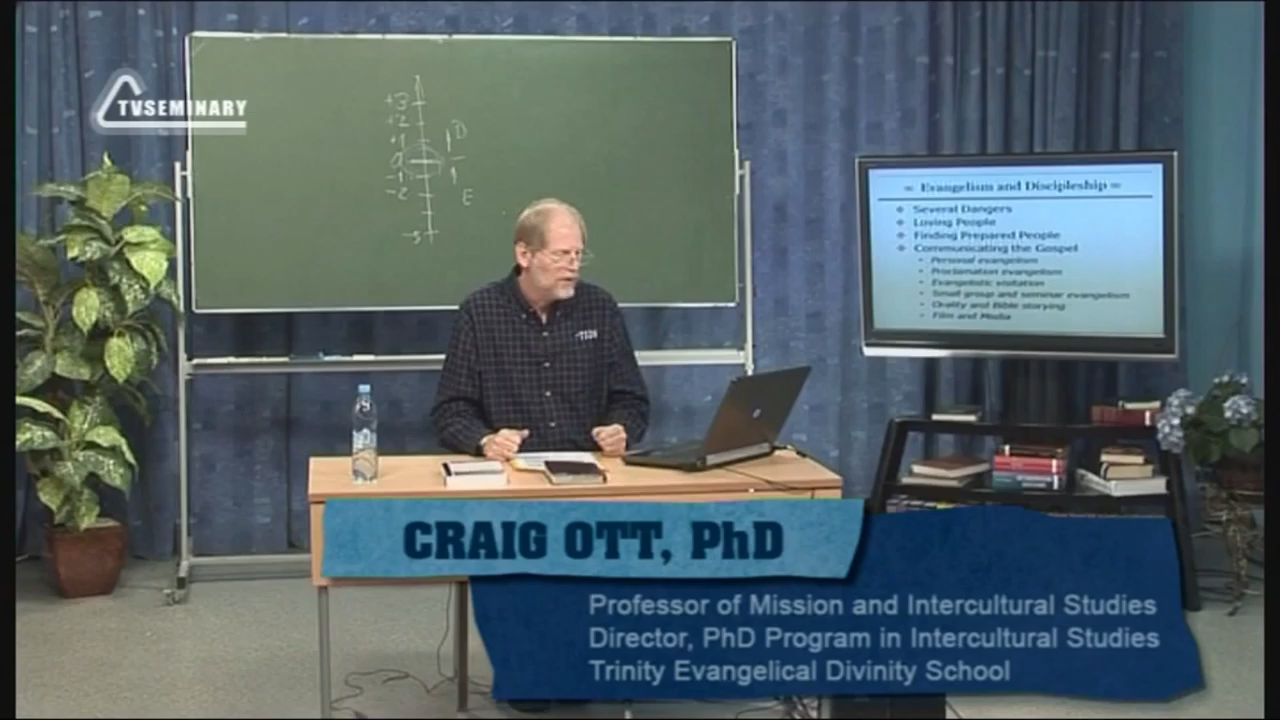 TVSEMINARY
+3
+2
+1
0
-1
-2
-5
D
E
Evangelism and Discipleship
Several Dangers
Loving People
Finding Prepared People
Communicating the Gospel
Personal evangelism
Proclamation evangelism
Evangelistic visitation
Small group and seminar evangelism
Orality and Bible storying
Film and Media
CRAIG OTT, PhD
Professor of Mission and Intercultural Studies
Director, PhD Program in Intercultural Studies
Trinity Evangelical Divinity School